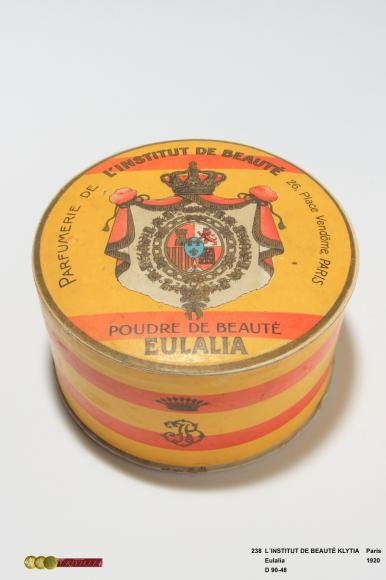 PARFUMERIE DE L'INSTITUT DE BEAUTÉ 26, Place Vendôme, PARIS
POUDRE DE BEAUTÉ
EULALIA
238 L'INSTITUT DE BEAUTÉ KLYTIA Paris
Eulalia 1920
D 90-48